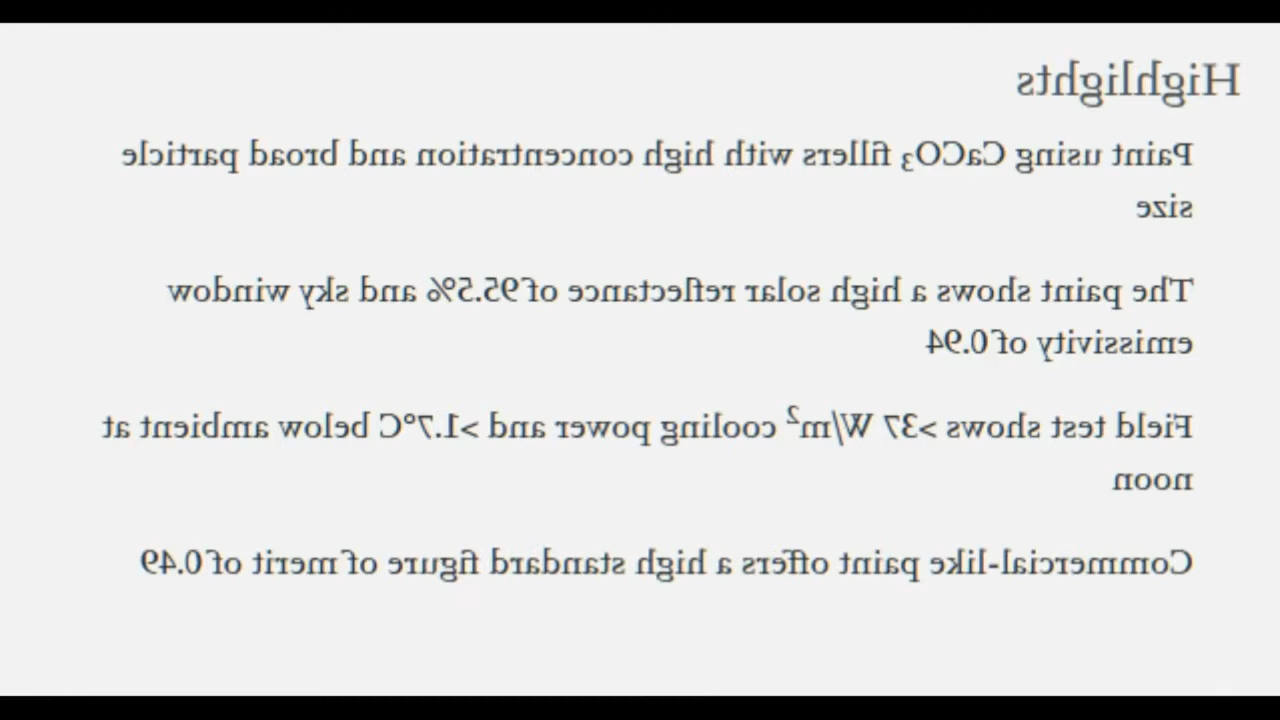 Highlights
Paint using CaCO₃ fillers with high concentration and broad particle
size
The paint shows a high solar reflectance of 95.5% and sky window
emissivity of 0.94
Field test shows >37 W/m² cooling power and >1.7°C below ambient at
noon
Commercial-like paint offers a high standard figure of merit of 0.49